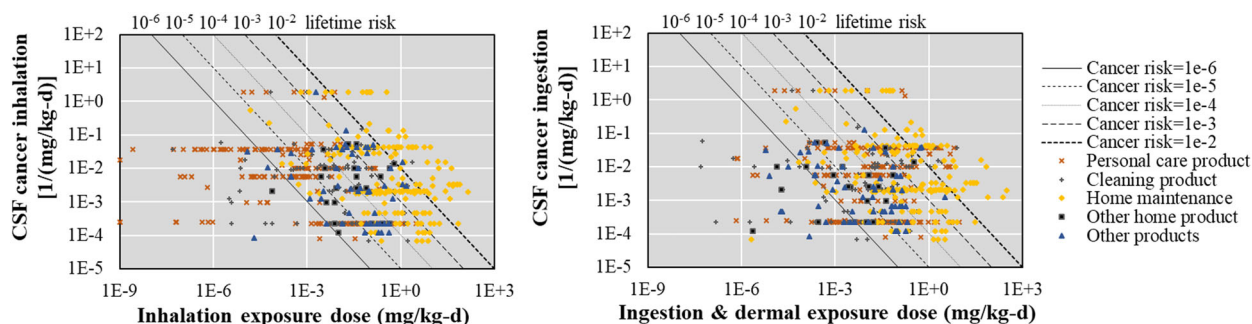 10-6 10-5 10-4 10-3 10-2 lifetime risk
CSF cancer inhalation
[1/(mg/kg-d)]
1E+2
1E+1
1E+0
1E-1
1E-2
1E-3
1E-4
1E-5
1E-9 1E-6 1E-3 1E+0 1E+3
Inhalation exposure dose (mg/kg-d)
10-6 10-5 10-4 10-3 10-2 lifetime risk
CSF cancer ingestion
[1/(mg/kg-d)]
1E+2
1E+1
1E+0
1E-1
1E-2
1E-3
1E-4
1E-5
1E-9 1E-6 1E-3 1E+0 1E+3
Ingestion & dermal exposure dose (mg/kg-d)
Cancer risk=1e-6
Cancer risk=1e-5
Cancer risk=1e-4
Cancer risk=1e-3
Cancer risk=1e-2
Personal care product
Cleaning product
Home maintenance
Other home product
Other products